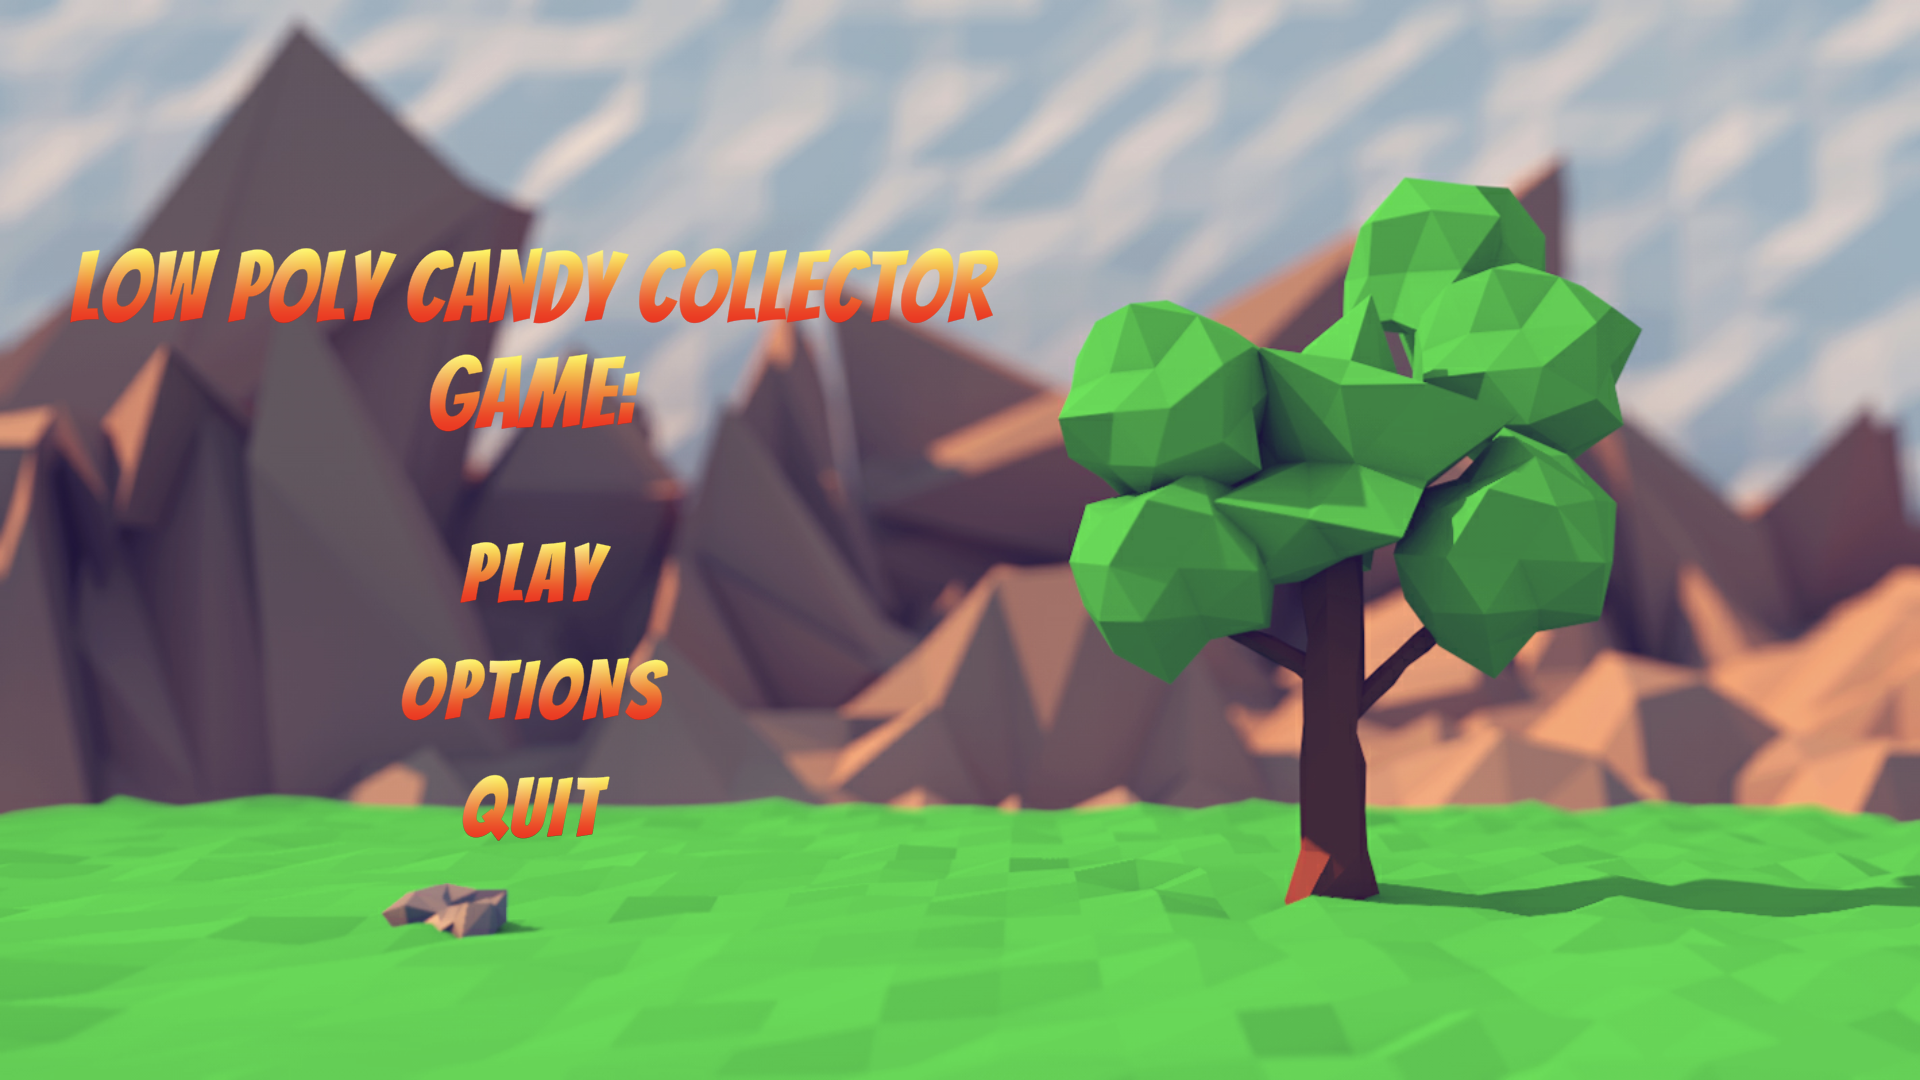 LOW POLY CANDY COLLECTOR
GAME:
PLAY
OPTIONS
QUIT